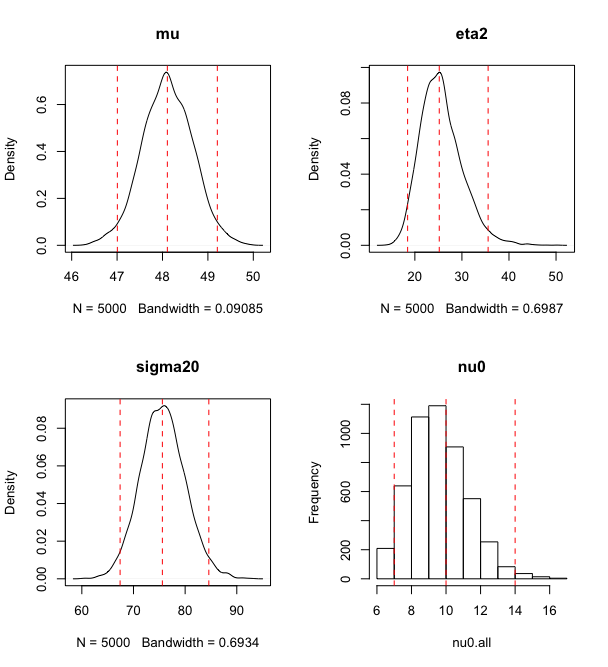 mu
Density
0.0 0.2 0.4 0.6
46 47 48 49 50
N = 5000 Bandwidth = 0.09085
eta2
Density
0.00 0.04 0.08
20 30 40 50
N = 5000 Bandwidth = 0.6987
sigma20
Density
0.00 0.02 0.04 0.06 0.08
60 70 80 90
N = 5000 Bandwidth = 0.6934
nu0
Frequency
0 200 600 1000
6 8 10 12 14 16
nu0.all